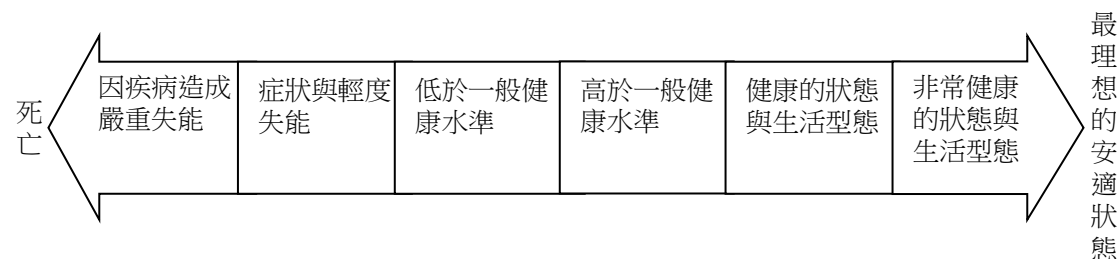 死
亡
因疾病造成
嚴重失能
症狀與輕度
失能
低於一般健
康水準
高於一般健
康水準
健康的狀態
與生活型態
非常健康
的狀態與
生活型態
最
理
想
的
安
適
狀
態